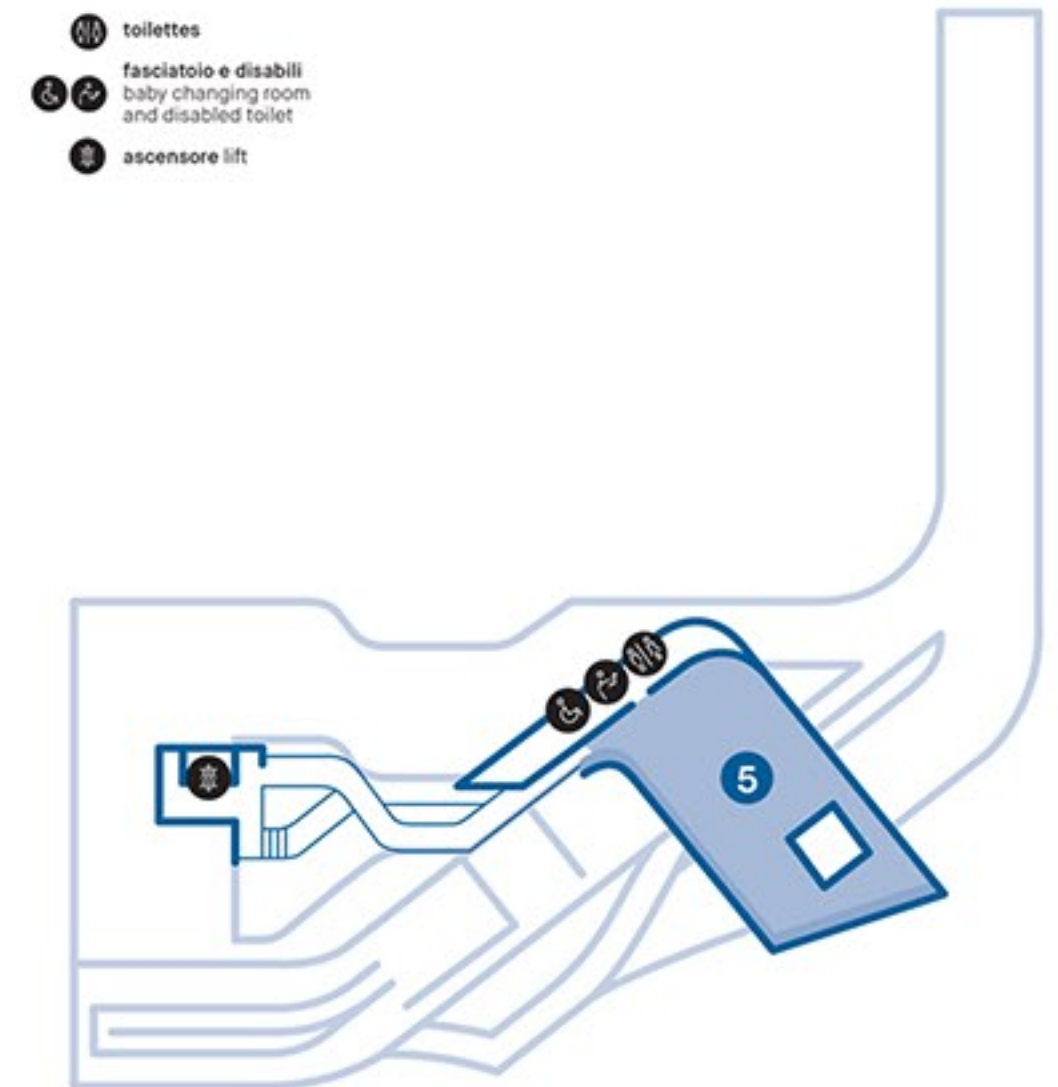 toilettes
fasciatoio e disabili
baby changing room
and disabled toilet
ascensore lift
5